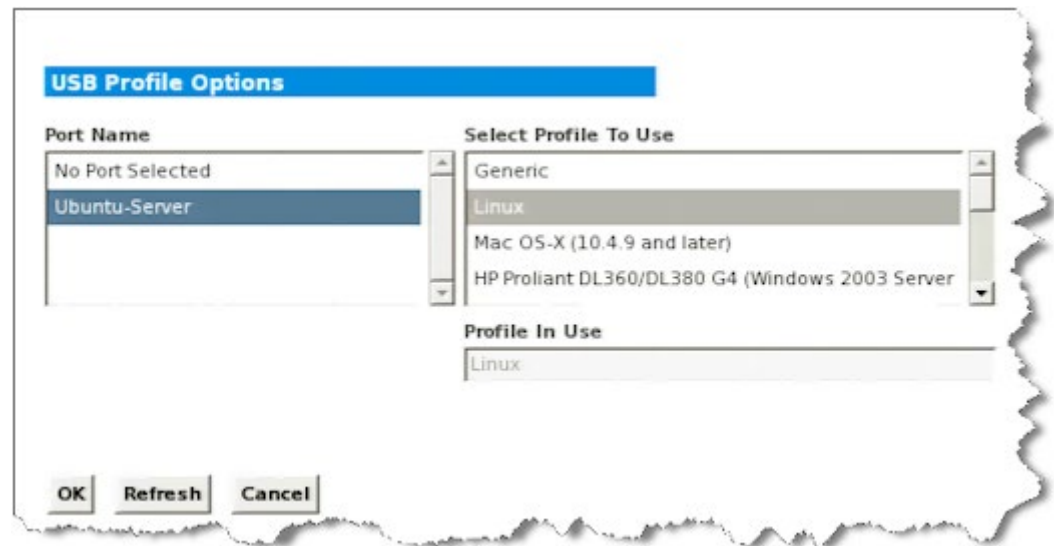 USB Profile Options
Port Name
No Port Selected
Ubuntu-Server
Select Profile To Use
Generic
Linux
Mac OS-X (10.4.9 and later)
HP Proliant DL360/DL380 G4 (Windows 2003 Server
Profile In Use
Linux
OK Refresh Cancel